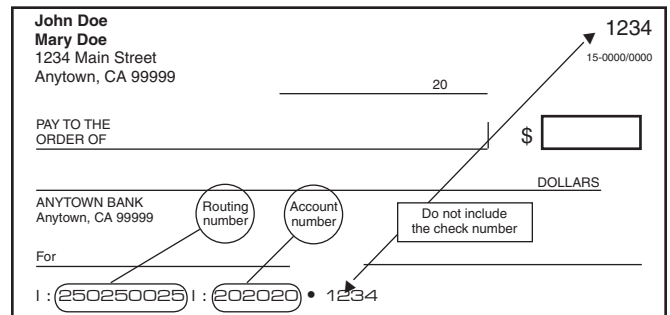 John Doe
Mary Doe
1234 Main Street
Anytown, CA 99999
1234
15-0000/0000
20
PAY TO THE
ORDER OF
$
DOLLARS
ANYTOWN BANK
Anytown, CA 99999
Routing
number
Account
number
Do not include
the check number
For
I : 250250025 I : 202020 • 1234